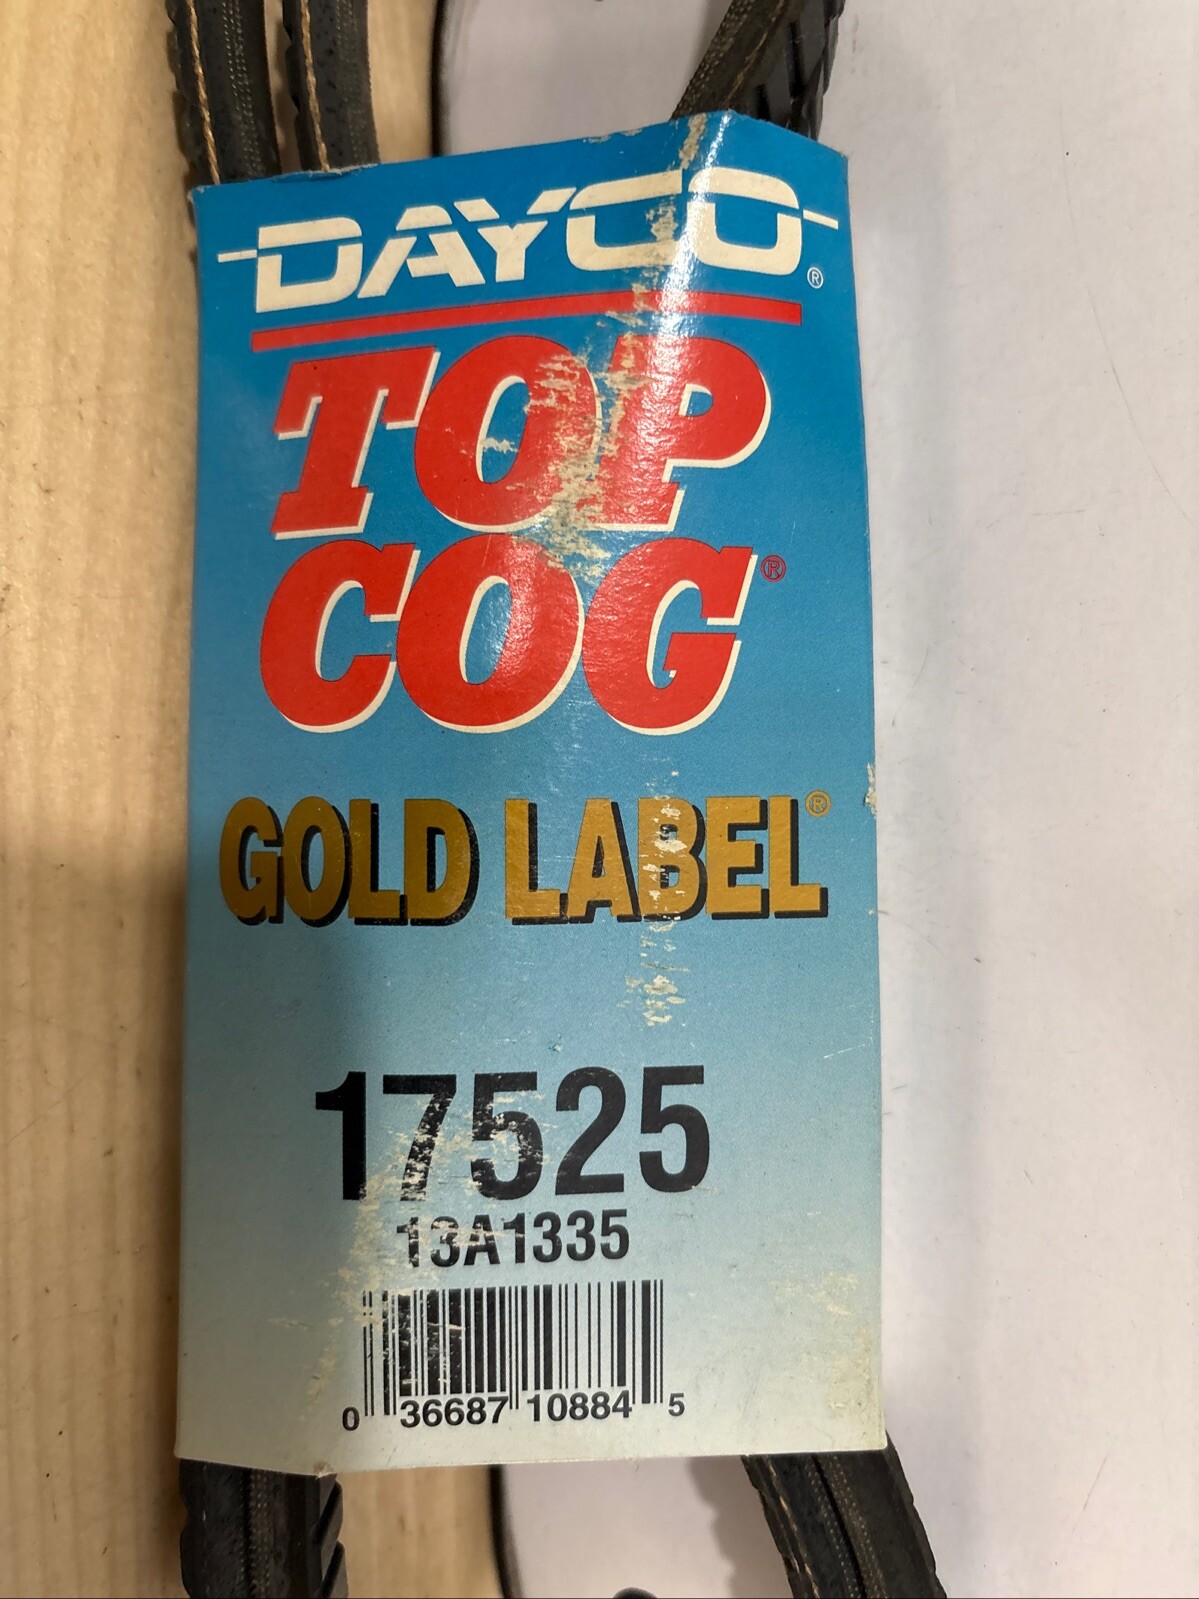 DAYCO®
TOP
COG®
GOLD LABEL®
17525
13A1335
0 36687 10884 5